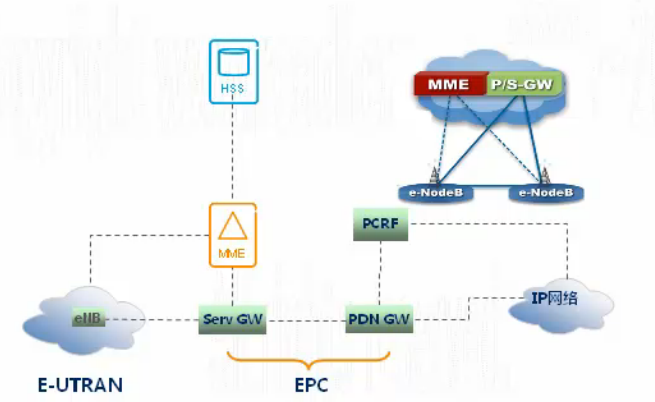 HSS
MME P/S-GW
e-NodeB e-NodeB
PCRF
MME
IP网络
eNB
Serv GW
PDN GW
E-UTRAN
EPC